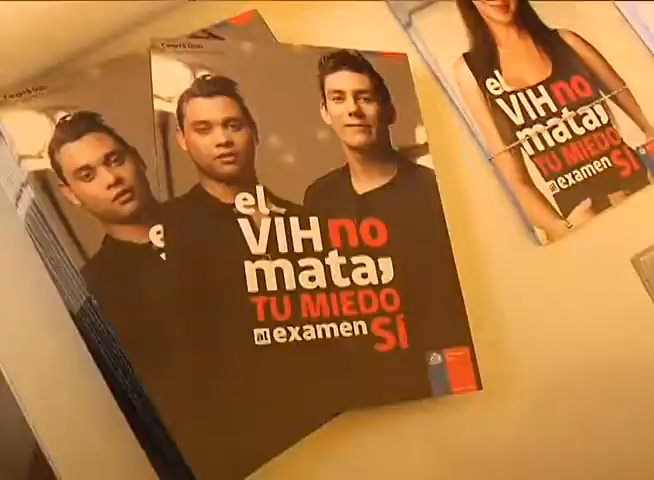 el
VIH no
mata,
TU MIEDO
al examen SÍ
el
VIH no
mata,
TU MIEDO
al examen SÍ
e